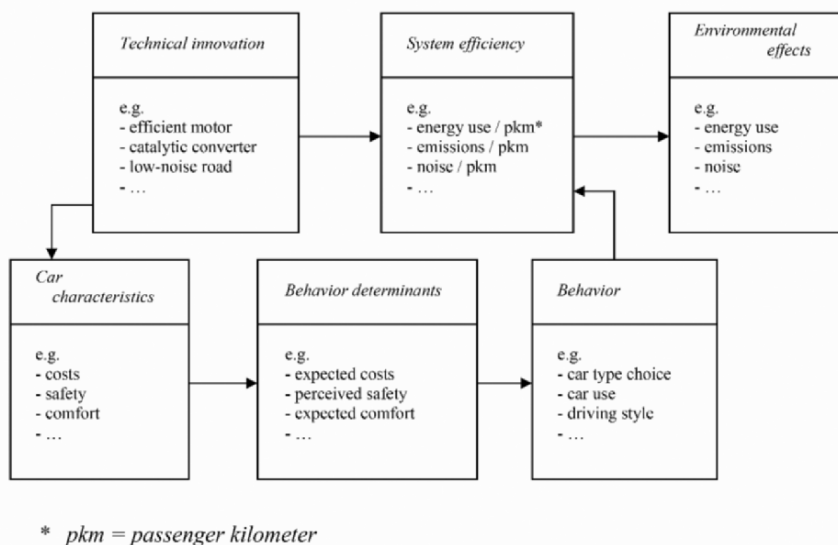 Technical innovation
e.g.
- efficient motor
- catalytic converter
- low-noise road
- ...
System efficiency
e.g.
- energy use / pkm*
- emissions / pkm
- noise / pkm
- ...
Environmental
effects
e.g.
- energy use
- emissions
- noise
- ...
Car
characteristics
e.g.
- costs
- safety
- comfort
- ...
Behavior determinants
e.g.
- expected costs
- perceived safety
- expected comfort
- ...
Behavior
e.g.
- car type choice
- car use
- driving style
- ...
* pkm = passenger kilometer